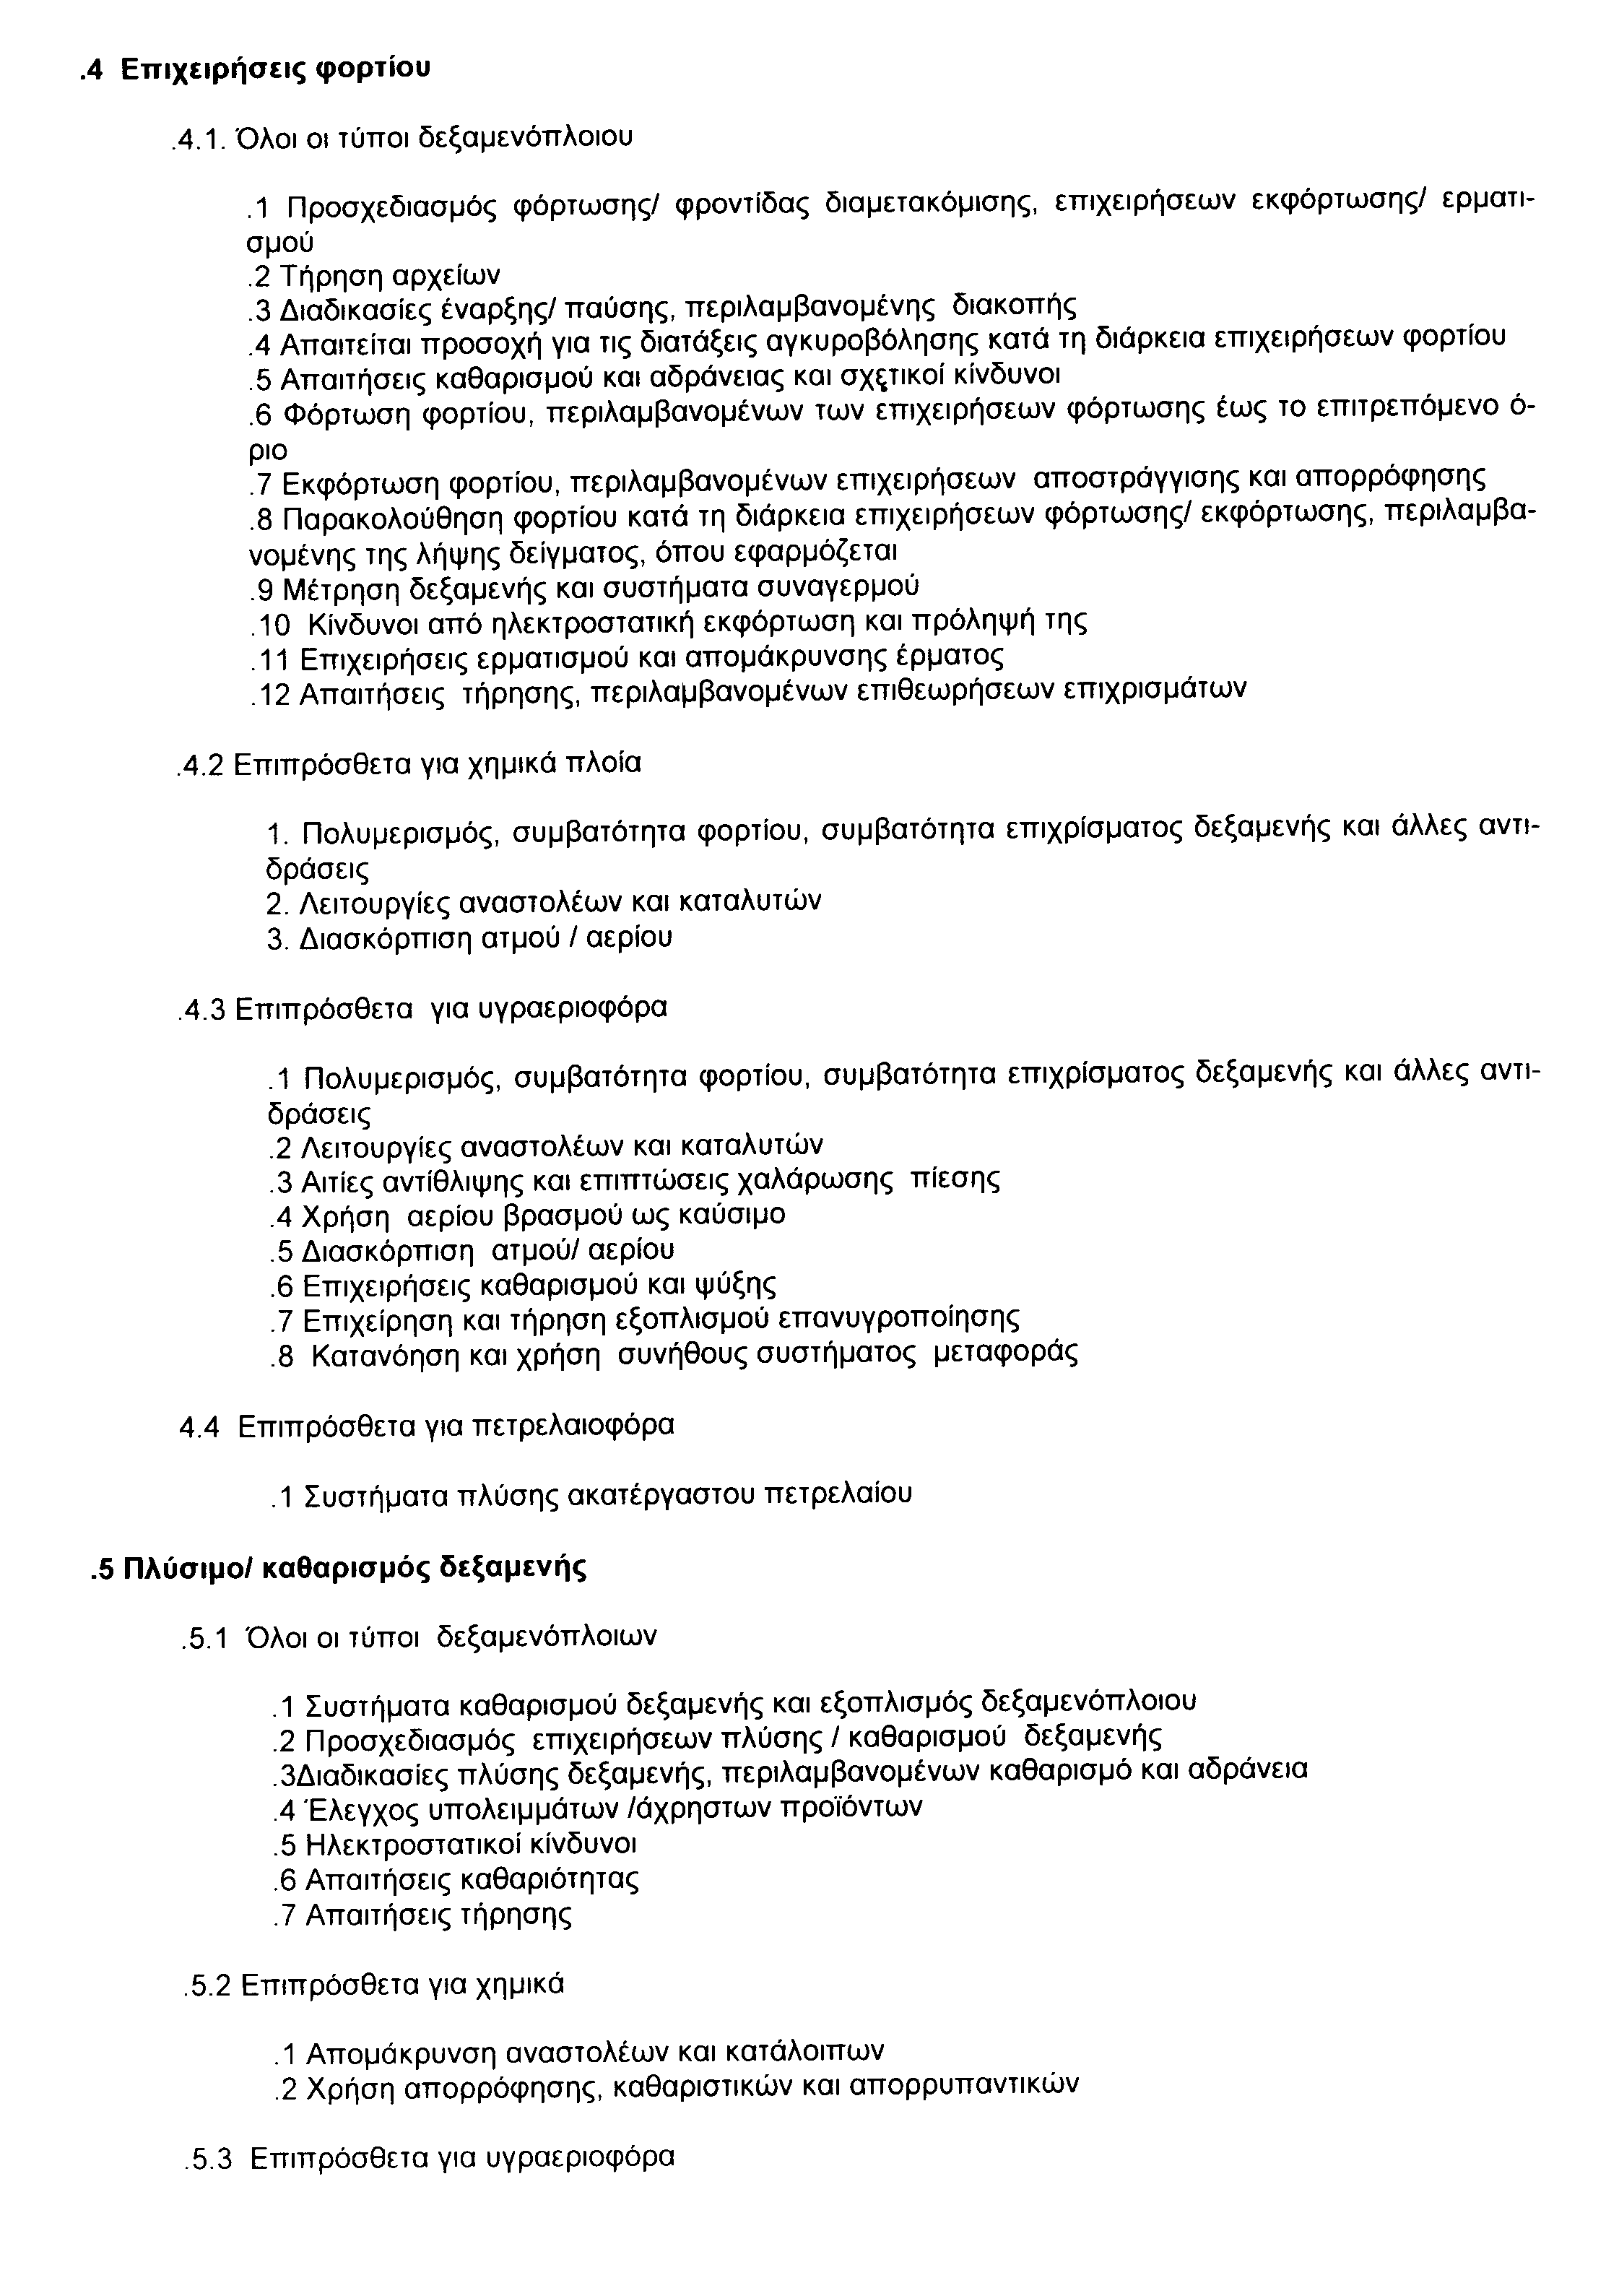 .4 Επιχειρήσεις φορτίου
.4.1. Όλοι οι τύποι δεξαμενόπλοιου
.1 Προσχεδιασμός φόρτωσης/ φροντίδας διαμετακόμισης, επιχειρήσεων εκφόρτωσης/ ερματι-
σμού
.2 Τήρηση αρχείων
.3 Διαδικασίες έναρξης/ παύσης, περιλαμβανομένης διακοπής
.4 Απαιτείται προσοχή για τις διατάξεις αγκυροβόλησης κατά τη διάρκεια επιχειρήσεων φορτίου
.5 Απαιτήσεις καθαρισμού και αδράνειας και σχετικοί κίνδυνοι
.6 Φόρτωση φορτίου, περιλαμβανομένων των επιχειρήσεων φόρτωσης έως το επιτρεπόμενο ό-
ριο
.7 Εκφόρτωση φορτίου, περιλαμβανομένων επιχειρήσεων αποστράγγισης και απορρόφησης
.8 Παρακολούθηση φορτίου κατά τη διάρκεια επιχειρήσεων φόρτωσης/ εκφόρτωσης, περιλαμβα-
νομένης της λήψης δείγματος, όπου εφαρμόζεται
.9 Μέτρηση δεξαμενής και συστήματα συναγερμού
.10 Κίνδυνοι από ηλεκτροστατική εκφόρτωση και πρόληψή της
.11 Επιχειρήσεις ερματισμού και απομάκρυνσης έρματος
.12 Απαιτήσεις τήρησης, περιλαμβανομένων επιθεωρήσεων επιχρισμάτων
.4.2 Επιπρόσθετα για χημικά πλοία
1. Πολυμερισμός, συμβατότητα φορτίου, συμβατότητα επιχρίσματος δεξαμενής και άλλες αντι-
δράσεις
2. Λειτουργίες αναστολέων και καταλυτών
3. Διασκόρπιση ατμού / αερίου
.4.3 Επιπρόσθετα για υγραεριοφόρα
.1 Πολυμερισμός, συμβατότητα φορτίου, συμβατότητα επιχρίσματος δεξαμενής και άλλες αντι-
δράσεις
.2 Λειτουργίες αναστολέων και καταλυτών
.3 Αιτίες αντίθλιψης και επιπτώσεις χαλάρωσης πίεσης
.4 Χρήση αερίου βρασμού ως καύσιμο
.5 Διασκόρπιση ατμού/ αερίου
.6 Επιχειρήσεις καθαρισμού και ψύξης
.7 Επιχείρηση και τήρηση εξοπλισμού επανυγροποίησης
.8 Κατανόηση και χρήση συνήθους συστήματος μεταφοράς
4.4 Επιπρόσθετα για πετρελαιοφόρα
.1 Συστήματα πλύσης ακατέργαστου πετρελαίου
.5 Πλύσιμο/ καθαρισμός δεξαμενής
.5.1 Όλοι οι τύποι δεξαμενόπλοιων
.1 Συστήματα καθαρισμού δεξαμενής και εξοπλισμός δεξαμενόπλοιου
.2 Προσχεδιασμός επιχειρήσεων πλύσης / καθαρισμού δεξαμενής
.3Διαδικασίες πλύσης δεξαμενής, περιλαμβανομένων καθαρισμό και αδράνεια
.4 Έλεγχος υπολειμμάτων /άχρηστων προϊόντων
.5 Ηλεκτροστατικοί κίνδυνοι
.6 Απαιτήσεις καθαριότητας
.7 Απαιτήσεις τήρησης
.5.2 Επιπρόσθετα για χημικά
.1 Απομάκρυνση αναστολέων και κατάλοιπων
.2 Χρήση απορρόφησης, καθαριστικών και απορρυπαντικών
.5.3 Επιπρόσθετα για υγραεριοφόρα